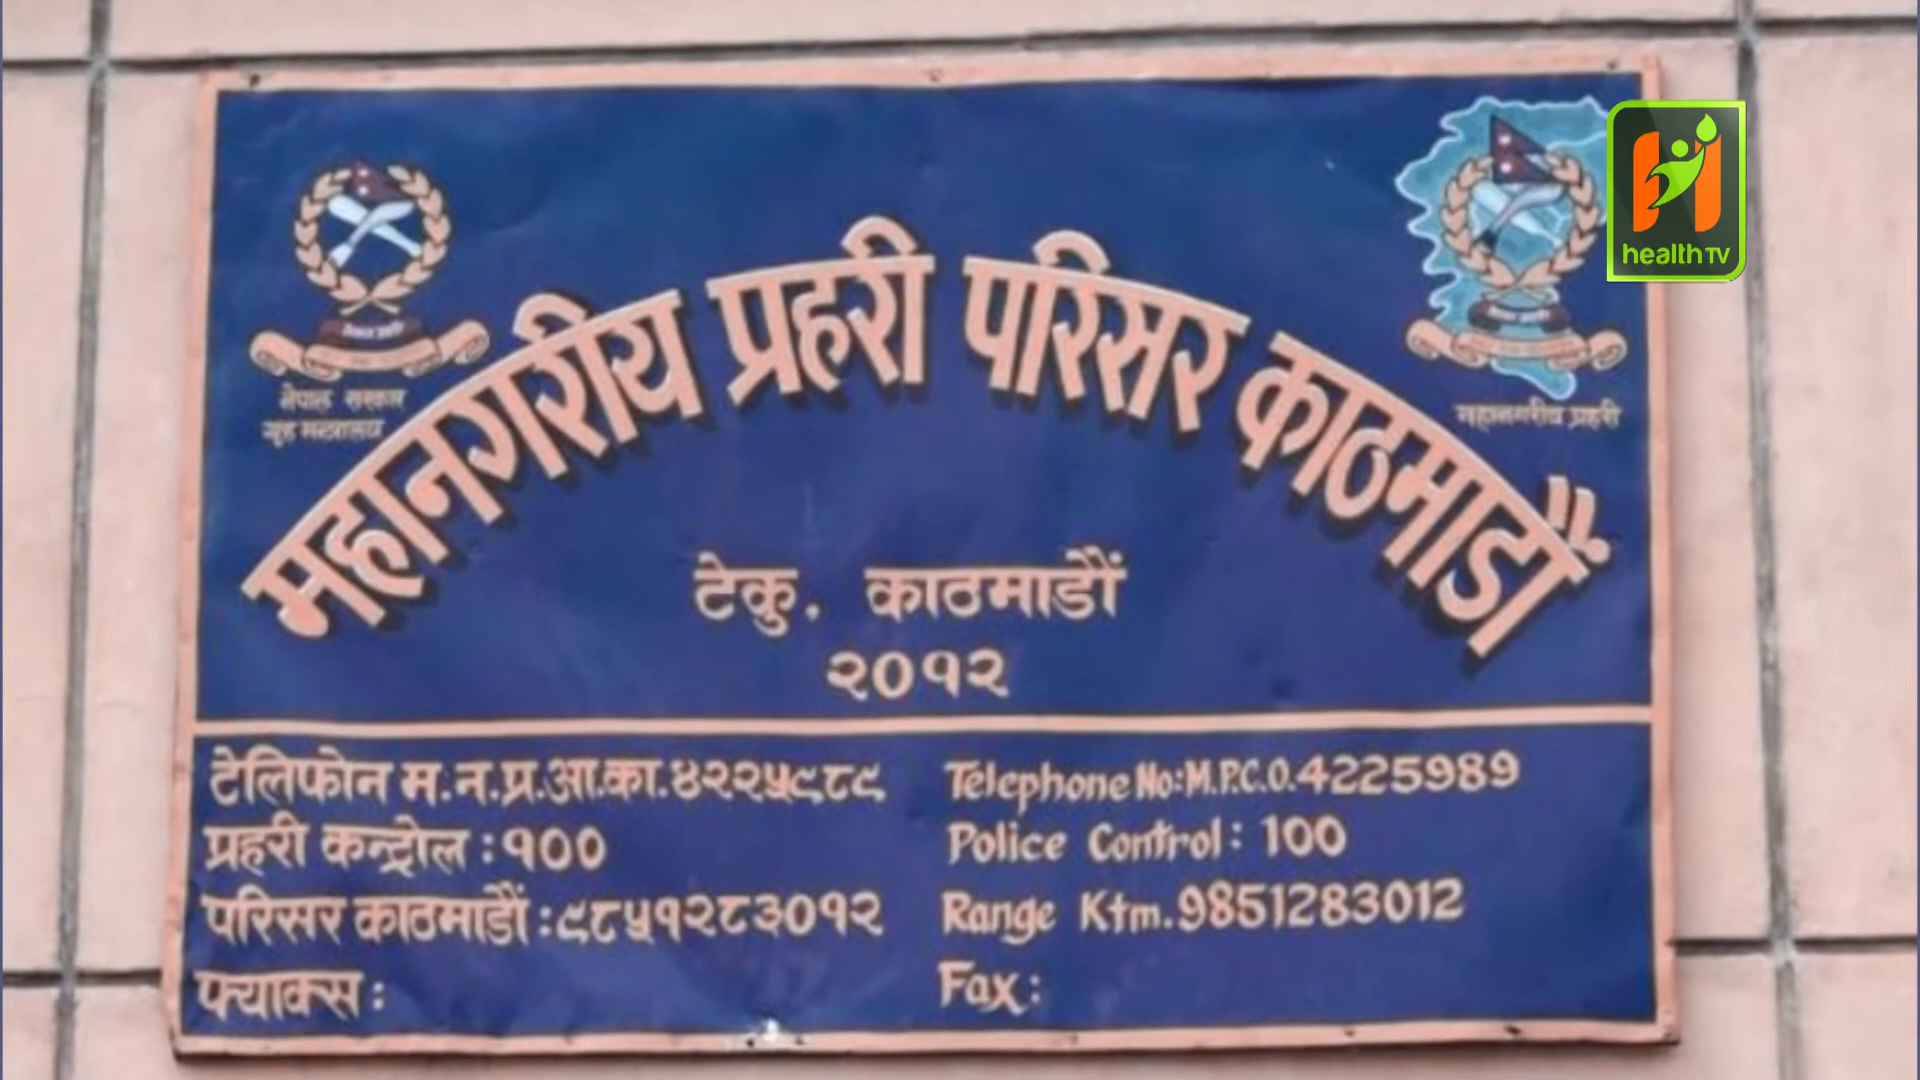 नेपाल सरकार
गृह मन्त्रालय
महानगरीय प्रहरी
महानगरीय प्रहरी परिसर काठमाडौं
टेकु, काठमाडौं
२०१२
टेलिफोन म.न.प्र.आ.का.४२२५९८९
प्रहरी कन्ट्रोल : १००
परिसर काठमाडौं : ९८५१२८३०१२
फ्याक्स :
Telephone No: M.P.C.O. 4225989
Police Control : 100
Range Ktm. 9851283012
Fax :
health TV